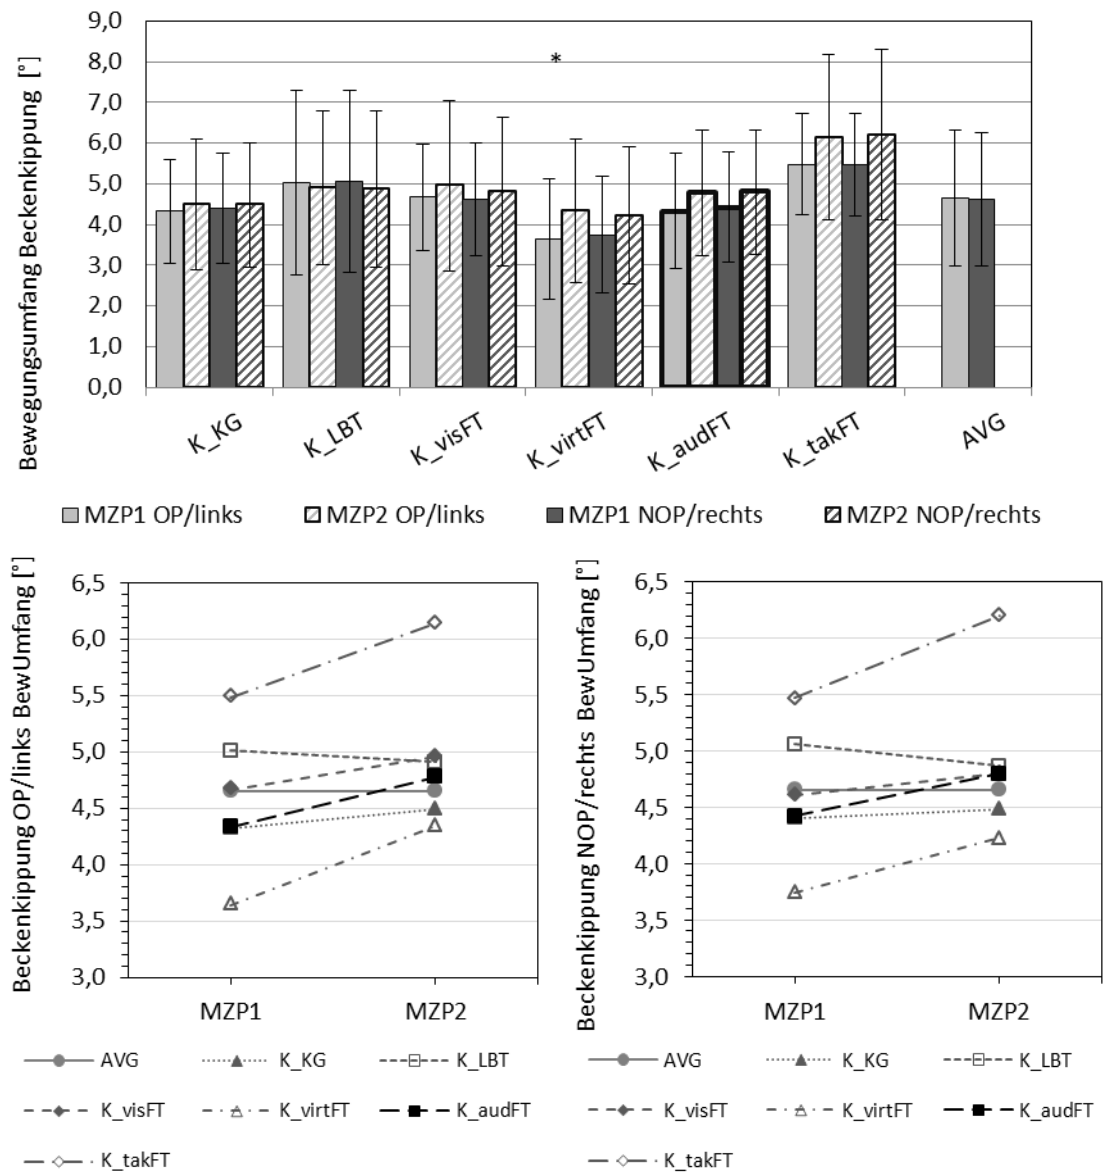 Bewegungsumfang Beckenkippung [°]
9,0
8,0
7,0
6,0
5,0
4,0
3,0
2,0
1,0
0,0
*
K_KG
K_LBT
K_visFT
K_virtFT
K_audFT
K_takFT
AVG
MZP1 OP/links
MZP2 OP/links
MZP1 NOP/rechts
MZP2 NOP/rechts
Beckenkippung OP/links BewUmfang [°]
6,5
6,0
5,5
5,0
4,5
4,0
3,5
3,0
MZP1
MZP2
AVG
K_KG
K_LBT
K_visFT
K_virtFT
K_audFT
K_takFT
Beckenkippung NOP/rechts BewUmfang [°]
6,5
6,0
5,5
5,0
4,5
4,0
3,5
3,0
MZP1
MZP2
AVG
K_KG
K_LBT
K_visFT
K_virtFT
K_audFT
K_takFT